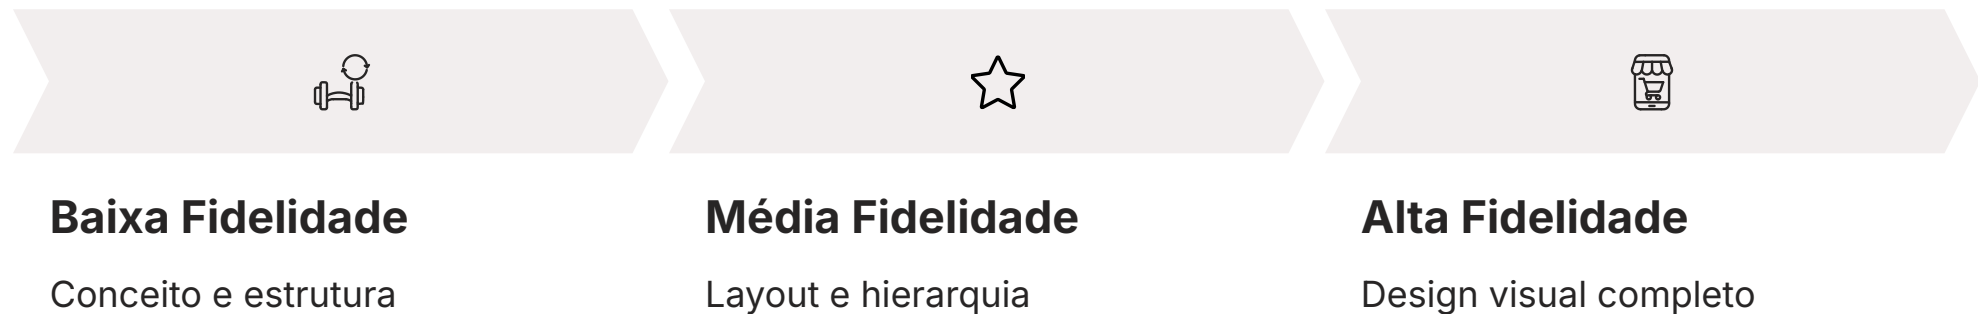 Baixa Fidelidade
Conceito e estrutura
Média Fidelidade
Layout e hierarquia
Alta Fidelidade
Design visual completo